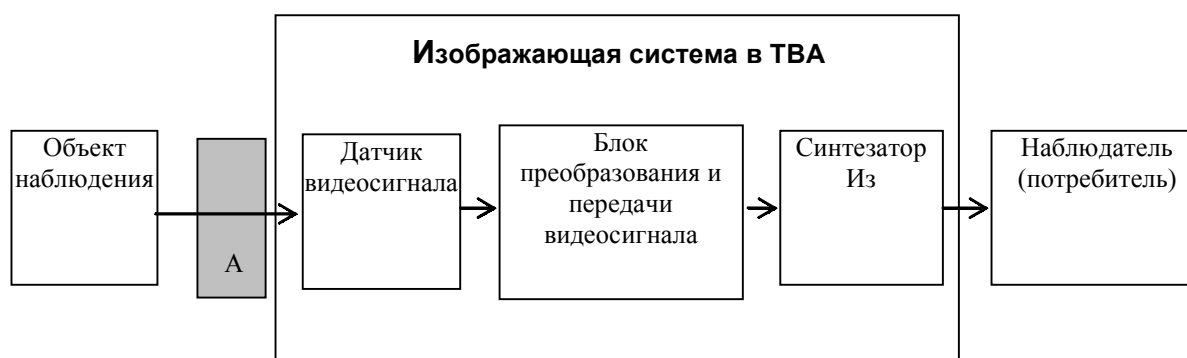 Изображающая система в ТВА
Объект
наблюдения
А
Датчик
видеосигнала
Блок
преобразования и
передачи
видеосигнала
Синтезатор
Из
Наблюдатель
(потребитель)